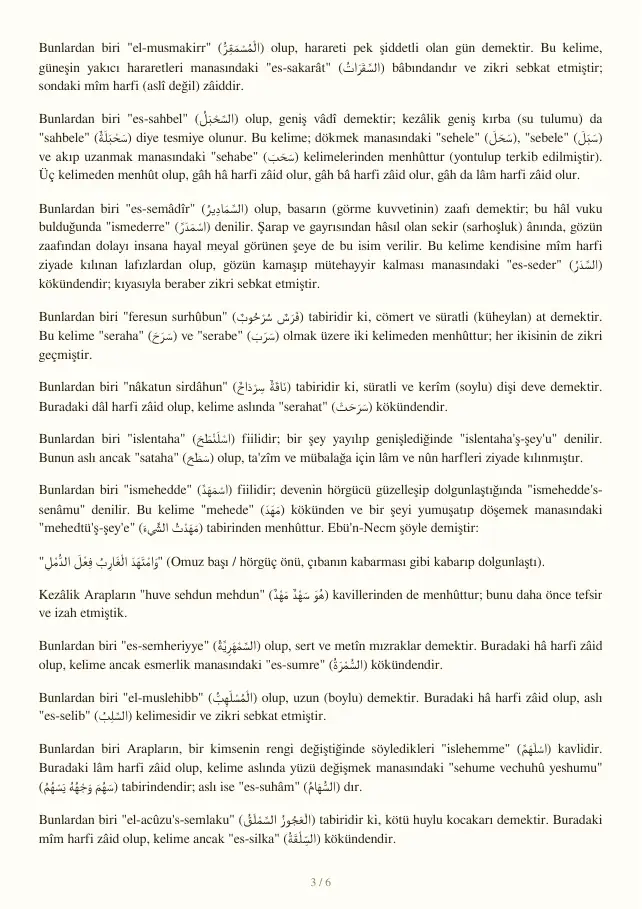 Bunlardan biri "el-musmakirr" (الْمُسْمَقِرُّ) olup, harareti pek şiddetli olan gün demektir. Bu kelime,
güneşin yakıcı hararetleri manasındaki "es-sakarât" (السَّقَرَاتُ) bâbındandır ve zikri sebkat etmiştir;
sondaki mîm harfi (aslî değil) zâiddir.
Bunlardan biri "es-sahbel" (السَّحْبَلُ) olup, geniş vâdî demektir; kezâlik geniş kırba (su tulumu) da
"sahbele" (سَحْبَلَةٌ) diye tesmiye olunur. Bu kelime; dökmek manasındaki "sehele" (سَحَلَ), "sebele" (سَبَلَ)
ve akıp uzanmak manasındaki "sehabe" (سَحَبَ) kelimelerinden menhûttur (yontulup terkib edilmiştir).
Üç kelimeden menhût olup, gâh hâ harfi zâid olur, gâh bâ harfi zâid olur, gâh da lâm harfi zâid olur.
Bunlardan biri "es-semâdîr" (السَّمَادِيرُ) olup, basarın (görme kuvvetinin) zaafı demektir; bu hâl vuku
bulduğunda "ismederre" (اسْمَدَرَّ) denilir. Şarap ve gayrısından hâsıl olan sekir (sarhoşluk) ânında, gözün
zaafından dolayı insana hayal meyal görünen şeye de bu isim verilir. Bu kelime kendisine mîm harfi
ziyade kılınan lafızlardan olup, gözün kamaşıp mütehayyir kalması manasındaki "es-seder" (السَّدَرُ)
kökündendir; kıyasıyla beraber zikri sebkat etmiştir.
Bunlardan biri "feresun surhûbun" (فَرَسٌ سُرْحُوبٌ) tabiridir ki, cömert ve süratli (küheylan) at demektir.
Bu kelime "seraha" (سَرَحَ) ve "serabe" (سَرَبَ) olmak üzere iki kelimeden menhûttur; her ikisinin de zikri
geçmiştir.
Bunlardan biri "nâkatun sirdâhun" (نَاقَةٌ سِرْدَاحٌ) tabiridir ki, süratli ve kerîm (soylu) dişi deve demektir.
Buradaki dâl harfi zâid olup, kelime aslında "serahat" (سَرَحَتْ) kökündendir.
Bunlardan biri "islentaha" (اسْلَنْطَحَ) fiilidir; bir şey yayılıp genişlediğinde "islentaha'ş-şey'u" denilir.
Bunun aslı ancak "sataha" (سَطَحَ) olup, ta'zîm ve mübalağa için lâm ve nûn harfleri ziyade kılınmıştır.
Bunlardan biri "ismehedde" (اسْمَهَدَّ) fiilidir; devenin hörgücü güzelleşip dolgunlaştığında "ismehedde's-
senâmu" denilir. Bu kelime "mehede" (مَهَدَ) kökünden ve bir şeyi yumuşatıp döşemek manasındaki
"mehedtü'ş-şey'e" (مَهَدْتُ الشَّيءَ) tabirinden menhûttur. Ebü'n-Necm şöyle demiştir:
"وَامْتَهَدَ الْغَارِبُ فِعْلَ الدُّمَّلِ" (Omuz başı / hörgüç önü, çıbanın kabarması gibi kabarıp dolgunlaştı).
Kezâlik Arapların "huve sehdun mehdun" (هُوَ سَهْدٌ مَهْدٌ) kavillerinden de menhûttur; bunu daha önce tefsir
ve izah etmiştik.
Bunlardan biri "es-semheriyye" (السَّمْهَرِيَّةُ) olup, sert ve metîn mızraklar demektir. Buradaki hâ harfi zâid
olup, kelime ancak esmerlik manasındaki "es-sumre" (السُّمْرَةُ) kökündendir.
Bunlardan biri "el-muslehibb" (الْمُسْلَهِبُّ) olup, uzun (boylu) demektir. Buradaki hâ harfi zâid olup, aslı
"es-selib" (السَّلِبُ) kelimesidir ve zikri sebkat etmiştir.
Bunlardan biri Arapların, bir kimsenin rengi değiştiğinde söyledikleri "islehemme" (اسْلَهَمَّ) kavlidir.
Buradaki lâm harfi zâid olup, kelime aslında yüzü değişmek manasındaki "sehume vechuhû yeshumu"
(سَهُمَ وَجْهُهُ يَسْهُمُ) tabirindendir; aslı ise "es-suhâm" (السُّهَامُ) dır.
Bunlardan biri "el-acûzu's-semlaku" (الْعَجُوزُ السَّمْلَقُ) tabiridir ki, kötü huylu kocakarı demektir. Buradaki
mîm harfi zâid olup, kelime ancak "es-silka" (السِّلْقَةُ) kökündendir.
3 / 6